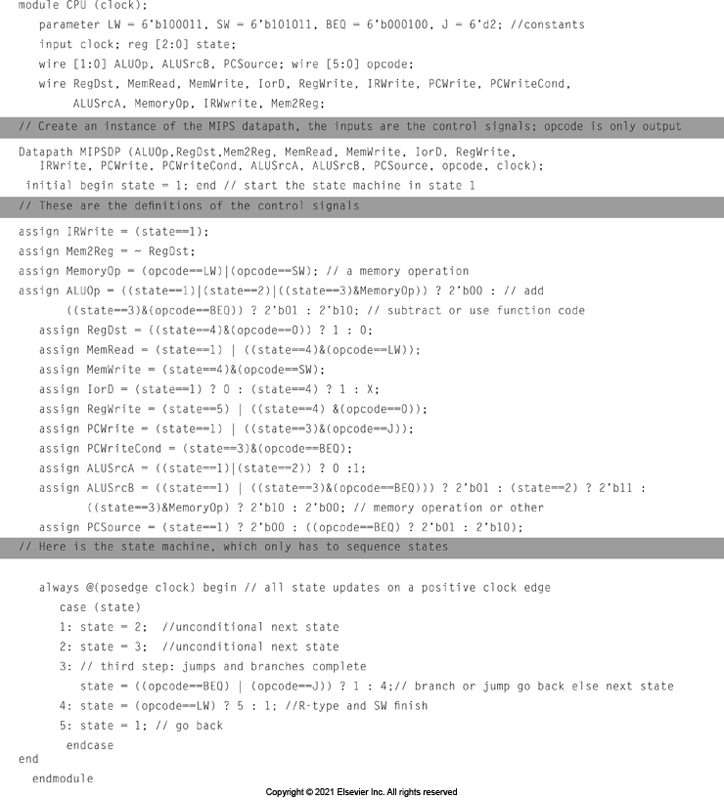 module CPU (clock);
parameter LW = 6'b100011, SW = 6'b101011, BEQ = 6'b000100, J = 6'd2; //constants
input clock; reg [2:0] state;
wire [1:0] ALUOp, ALUSrcB, PCSource; wire [5:0] opcode;
wire RegDst, MemRead, MemWrite, IorD, RegWrite, IRWrite, PCWrite, PCWriteCond,
ALUSrcA, MemoryOp, IRWwrite, Mem2Reg;
// Create an instance of the MIPS datapath, the inputs are the control signals; opcode is only output
Datapath MIPSDP (ALUOp,RegDst,Mem2Reg, MemRead, MemWrite, IorD, RegWrite,
IRWrite, PCWrite, PCWriteCond, ALUSrcA, ALUSrcB, PCSource, opcode, clock);
initial begin state = 1; end // start the state machine in state 1
// These are the definitions of the control signals
assign IRWrite = (state==1);
assign Mem2Reg = ~ RegDst;
assign MemoryOp = (opcode==LW)|(opcode==SW); // a memory operation
assign ALUOp = ((state==1)|(state==2)|((state==3)&MemoryOp)) ? 2'b00 : // add
((state==3)&(opcode==BEQ)) ? 2'b01 : 2'b10; // subtract or use function code
assign RegDst = ((state==4)&(opcode==0)) ? 1 : 0;
assign MemRead = (state==1) | ((state==4)&(opcode==LW));
assign MemWrite = (state==4)&(opcode==SW);
assign IorD = (state==1) ? 0 : (state==4) ? 1 : X;
assign RegWrite = (state==5) | ((state==4) &(opcode==0));
assign PCWrite = (state==1) | ((state==3)&(opcode==J));
assign PCWriteCond = (state==3)&(opcode==BEQ);
assign ALUSrcA = ((state==1)|(state==2)) ? 0 :1;
assign ALUSrcB = ((state==1) | ((state==3)&(opcode==BEQ))) ? 2'b01 : (state==2) ? 2'b11 :
((state==3)&MemoryOp) ? 2'b10 : 2'b00; // memory operation or other
assign PCSource = (state==1) ? 2'b00 : ((opcode==BEQ) ? 2'b01 : 2'b10);
// Here is the state machine, which only has to sequence states
always @(posedge clock) begin // all state updates on a positive clock edge
case (state)
1: state = 2; //unconditional next state
2: state = 3; //unconditional next state
3: // third step: jumps and branches complete
state = ((opcode==BEQ) | (opcode==J)) ? 1 : 4;// branch or jump go back else next state
4: state = (opcode==LW) ? 5 : 1; //R-type and SW finish
5: state = 1; // go back
endcase
end
endmodule
Copyright © 2021 Elsevier Inc. All rights reserved